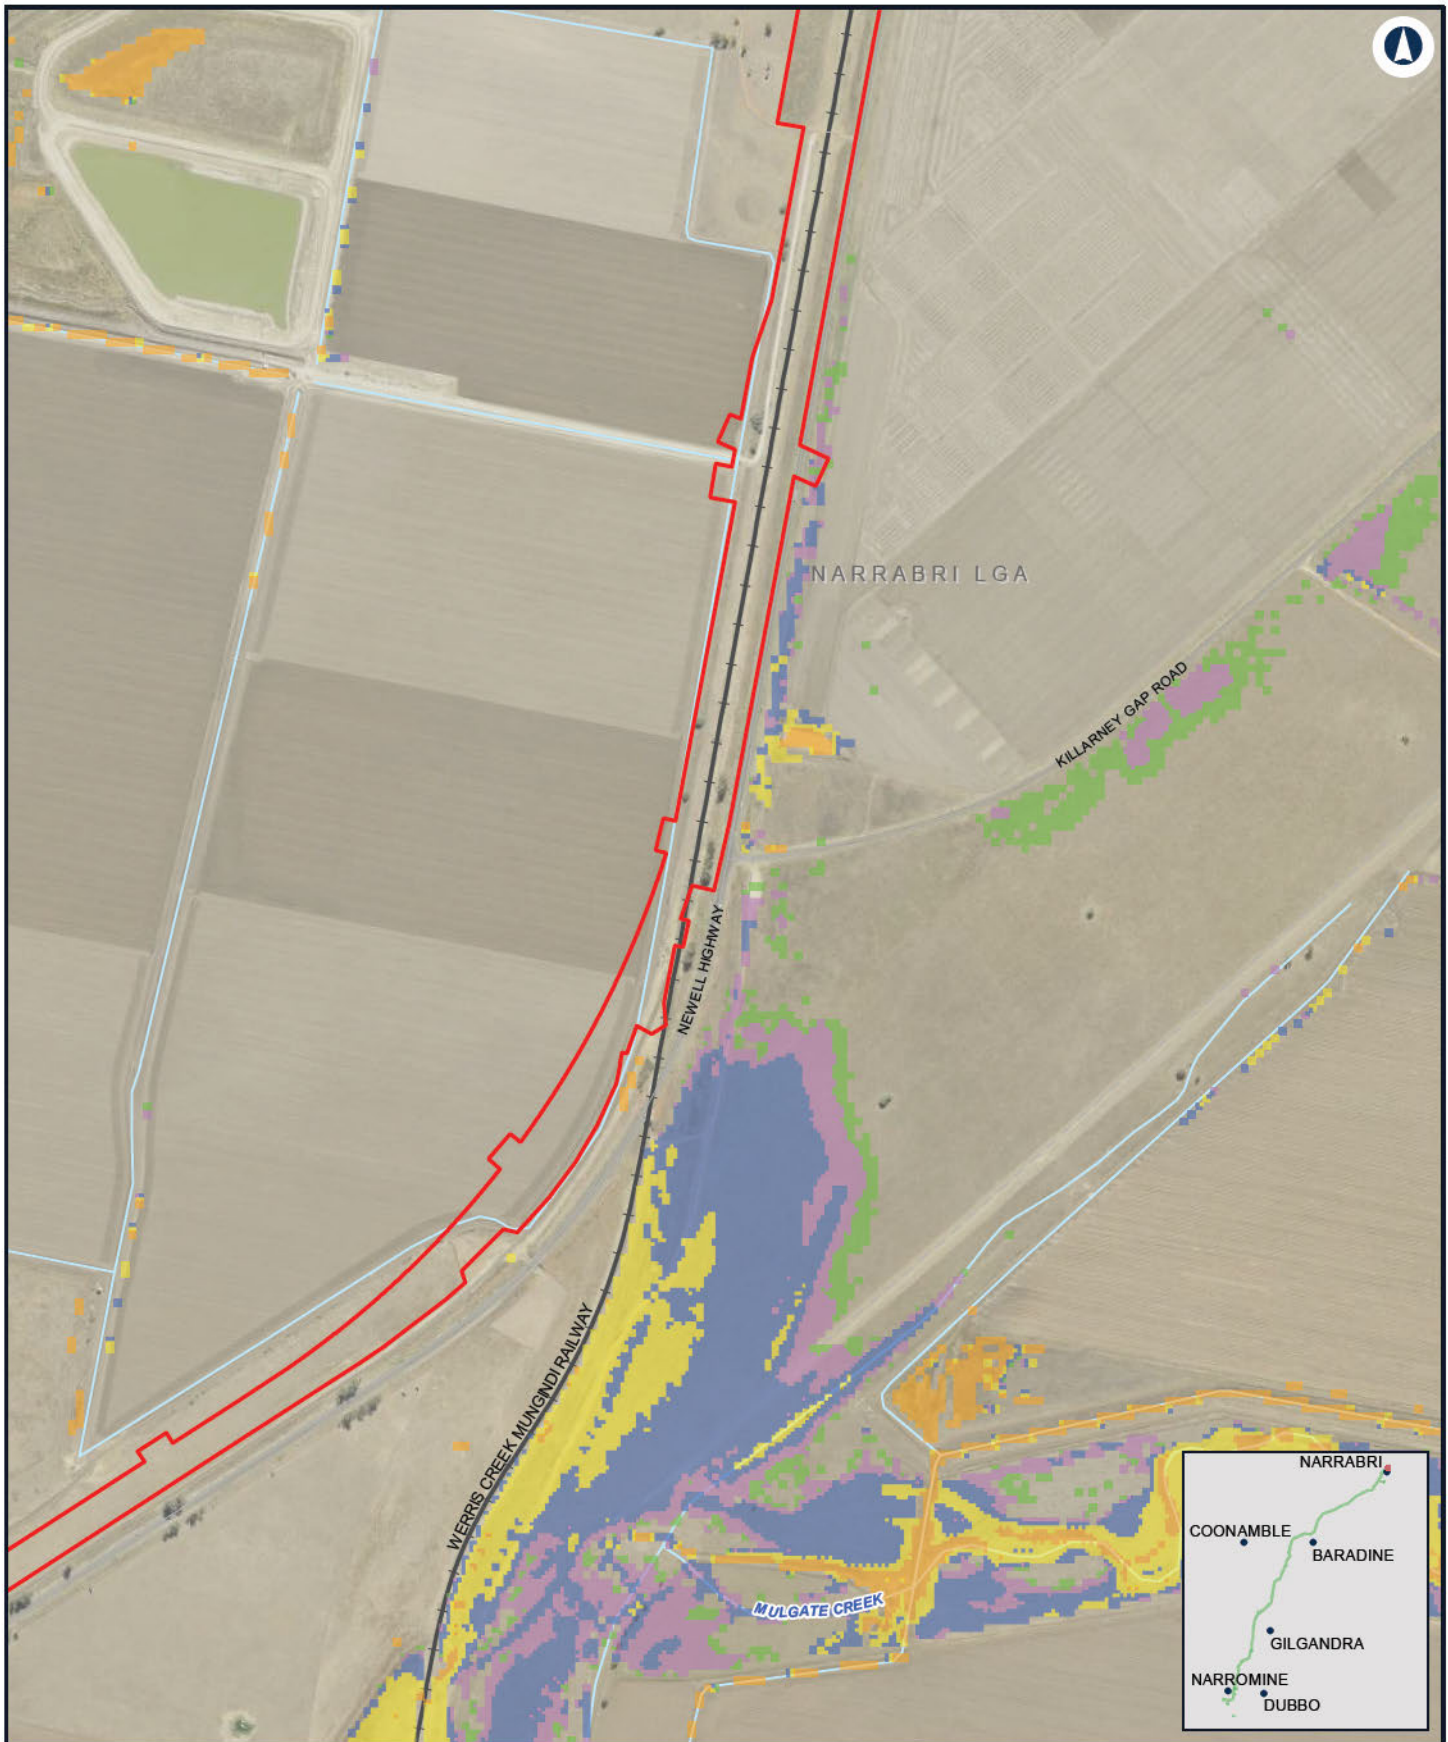 NARRABRI LGA
KILLARNEY GAP ROAD
NEWELL HIGHWAY
WERRIS CREEK MUNGINDI RAILWAY
MULGATE CREEK
NARRABRI
COONAMBLE
BARADINE
GILGANDRA
NARROMINE
DUBBO